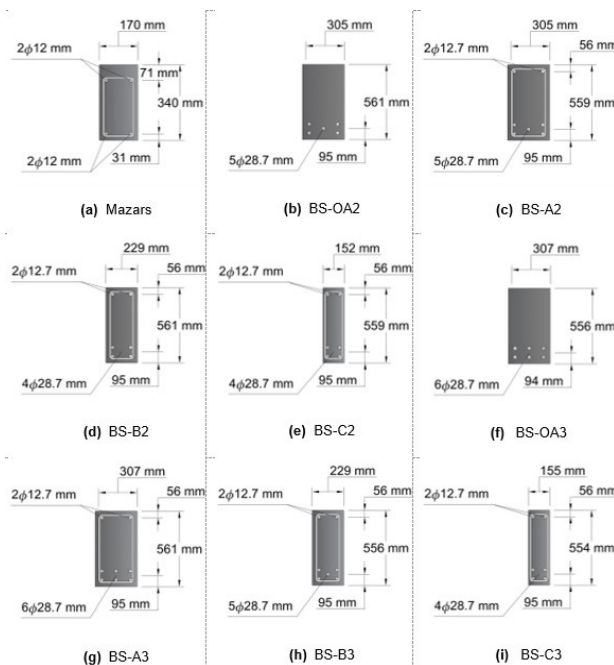 170 mm
2ϕ12 mm
71 mm
340 mm
2ϕ12 mm
31 mm
(a) Mazars
305 mm
561 mm
5ϕ28.7 mm
95 mm
(b) BS-OA2
305 mm
2ϕ12.7 mm
56 mm
559 mm
5ϕ28.7 mm
95 mm
(c) BS-A2
229 mm
2ϕ12.7 mm
56 mm
561 mm
4ϕ28.7 mm
95 mm
(d) BS-B2
152 mm
2ϕ12.7 mm
56 mm
559 mm
4ϕ28.7 mm
95 mm
(e) BS-C2
307 mm
556 mm
6ϕ28.7 mm
94 mm
(f) BS-OA3
307 mm
2ϕ12.7 mm
56 mm
561 mm
6ϕ28.7 mm
95 mm
(g) BS-A3
229 mm
2ϕ12.7 mm
56 mm
556 mm
5ϕ28.7 mm
95 mm
(h) BS-B3
155 mm
2ϕ12.7 mm
56 mm
554 mm
4ϕ28.7 mm
95 mm
(i) BS-C3